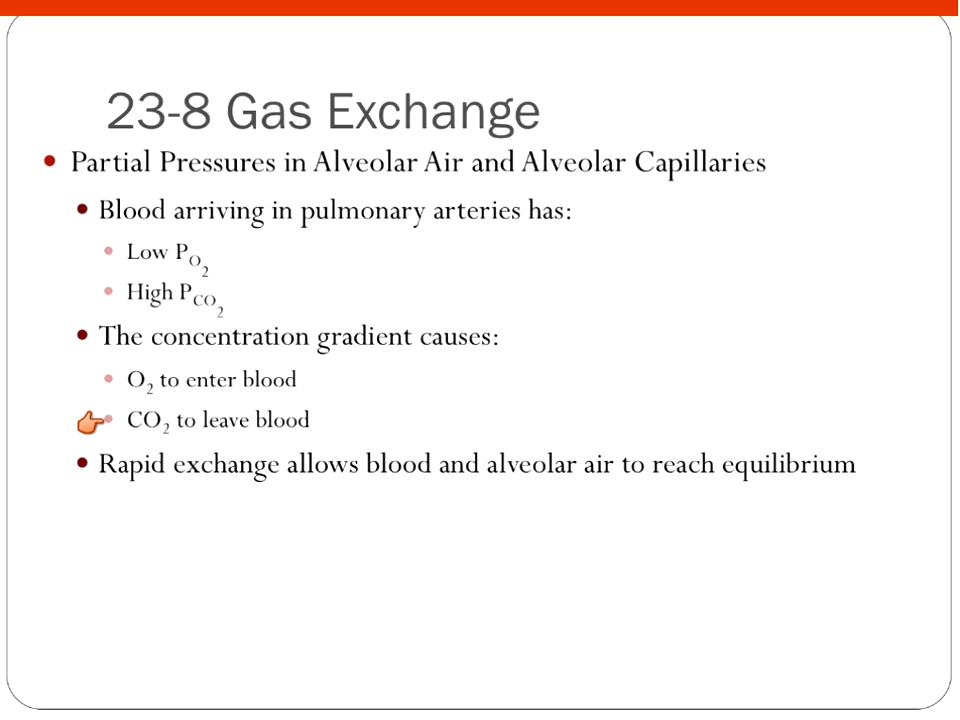 23-8 Gas Exchange
• Partial Pressures in Alveolar Air and Alveolar Capillaries
• Blood arriving in pulmonary arteries has:
• Low P_O₂
• High P_CO₂
• The concentration gradient causes:
• O₂ to enter blood
• CO₂ to leave blood
• Rapid exchange allows blood and alveolar air to reach equilibrium